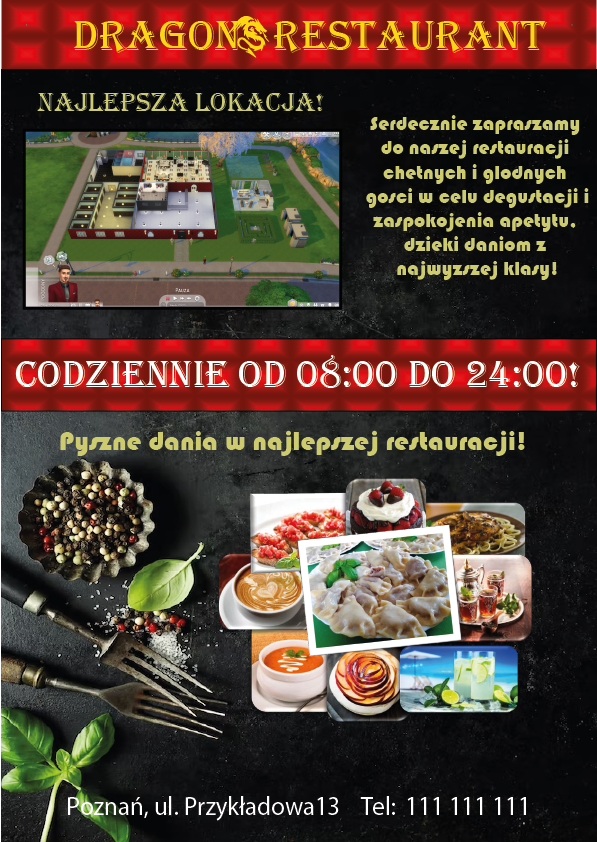 DRAGON RESTAURANT
NAJLEPSZA LOKACJA!
Serdecznie zapraszamy
do naszej restauracji
chetnych i glodnych
gosci w celu degustacji i
zaspokojenia apetytu,
dzieki daniom z
najwyzszej klasy!
Pauza
CODZIENNIE OD 08:00 DO 24:00!
Pyszne dania w najlepszej restauracji!
Poznań, ul. Przykładowa13 Tel: 111 111 111